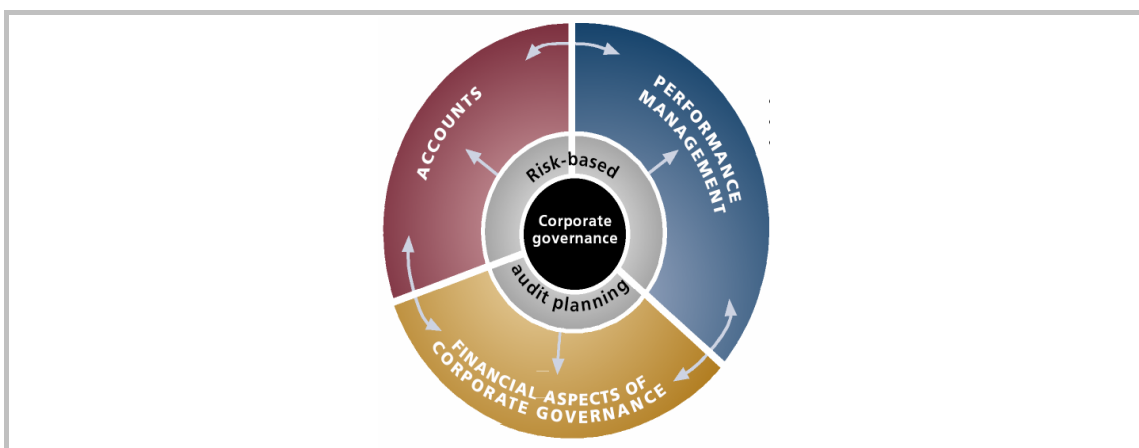 ACCOUNTS
PERFORMANCE
MANAGEMENT
Risk-based
Corporate
governance
audit planning
FINANCIAL ASPECTS OF
CORPORATE GOVERNANCE